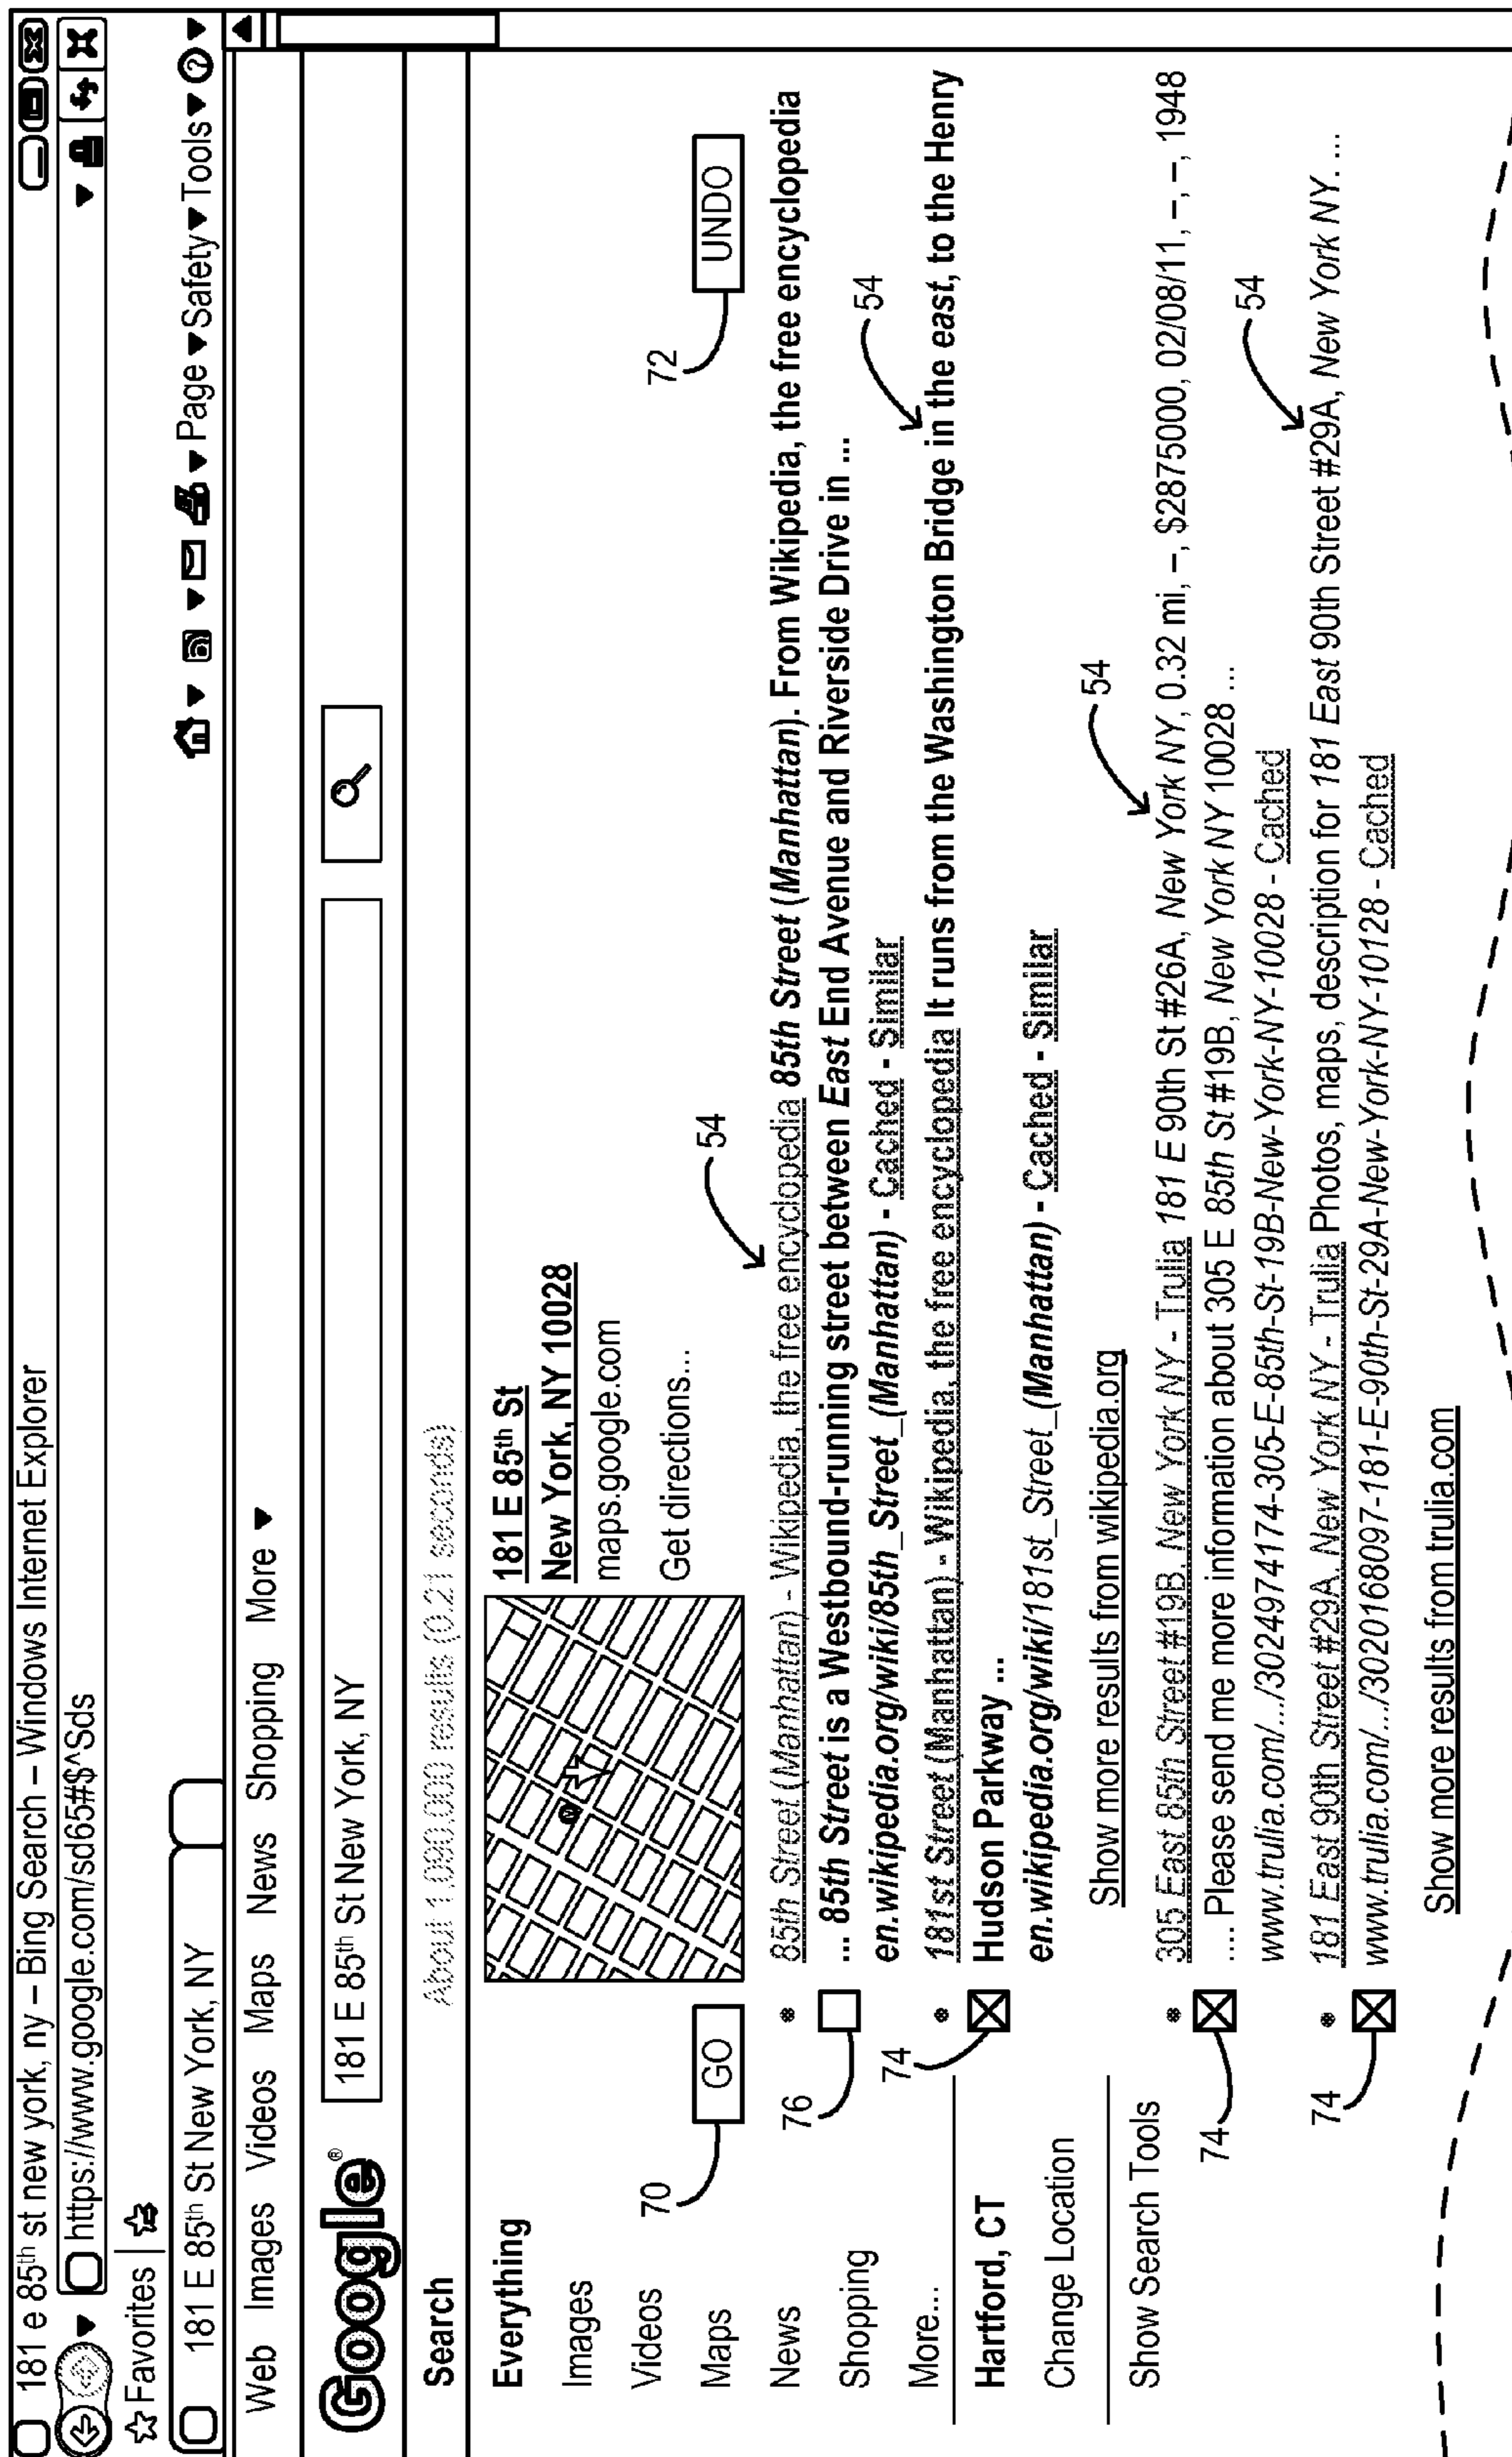 181 e 85th st new york, ny – Bing Search – Windows Internet Explorer
https://www.google.com/sd65#$^Sds
Favorites
181 E 85th St New York, NY
Page Safety Tools ?
Web Images Videos Maps News Shopping More
Google®
181 E 85th St New York, NY
Search
About 1,090,000 results (0.21 seconds)
Everything
Images
Videos
Maps
News
Shopping
More...
Hartford, CT
Change Location
Show Search Tools
70
GO
181 E 85th St
New York, NY 10028
maps.google.com
Get directions...
72
UNDO
54
76
85th Street (Manhattan) - Wikipedia, the free encyclopedia 85th Street (Manhattan). From Wikipedia, the free encyclopedia
... 85th Street is a Westbound-running street between East End Avenue and Riverside Drive in ...
en.wikipedia.org/wiki/85th_Street_(Manhattan) - Cached - Similar
54
74
181st Street (Manhattan) - Wikipedia, the free encyclopedia It runs from the Washington Bridge in the east, to the Henry
Hudson Parkway ...
en.wikipedia.org/wiki/181st_Street_(Manhattan) - Cached - Similar
Show more results from wikipedia.org
54
74
305 East 85th Street #19B, New York NY - Trulia 181 E 90th St #26A, New York NY, 0.32 mi, –, $2875000, 02/08/11, –, –, 1948
.... Please send me more information about 305 E 85th St #19B, New York NY 10028 ...
www.trulia.com/.../3024974174-305-E-85th-St-19B-New-York-NY-10028 - Cached
54
74
181 East 90th Street #29A, New York NY - Trulia Photos, maps, description for 181 East 90th Street #29A, New York NY. ...
www.trulia.com/.../3020168097-181-E-90th-St-29A-New-York-NY-10128 - Cached
Show more results from trulia.com